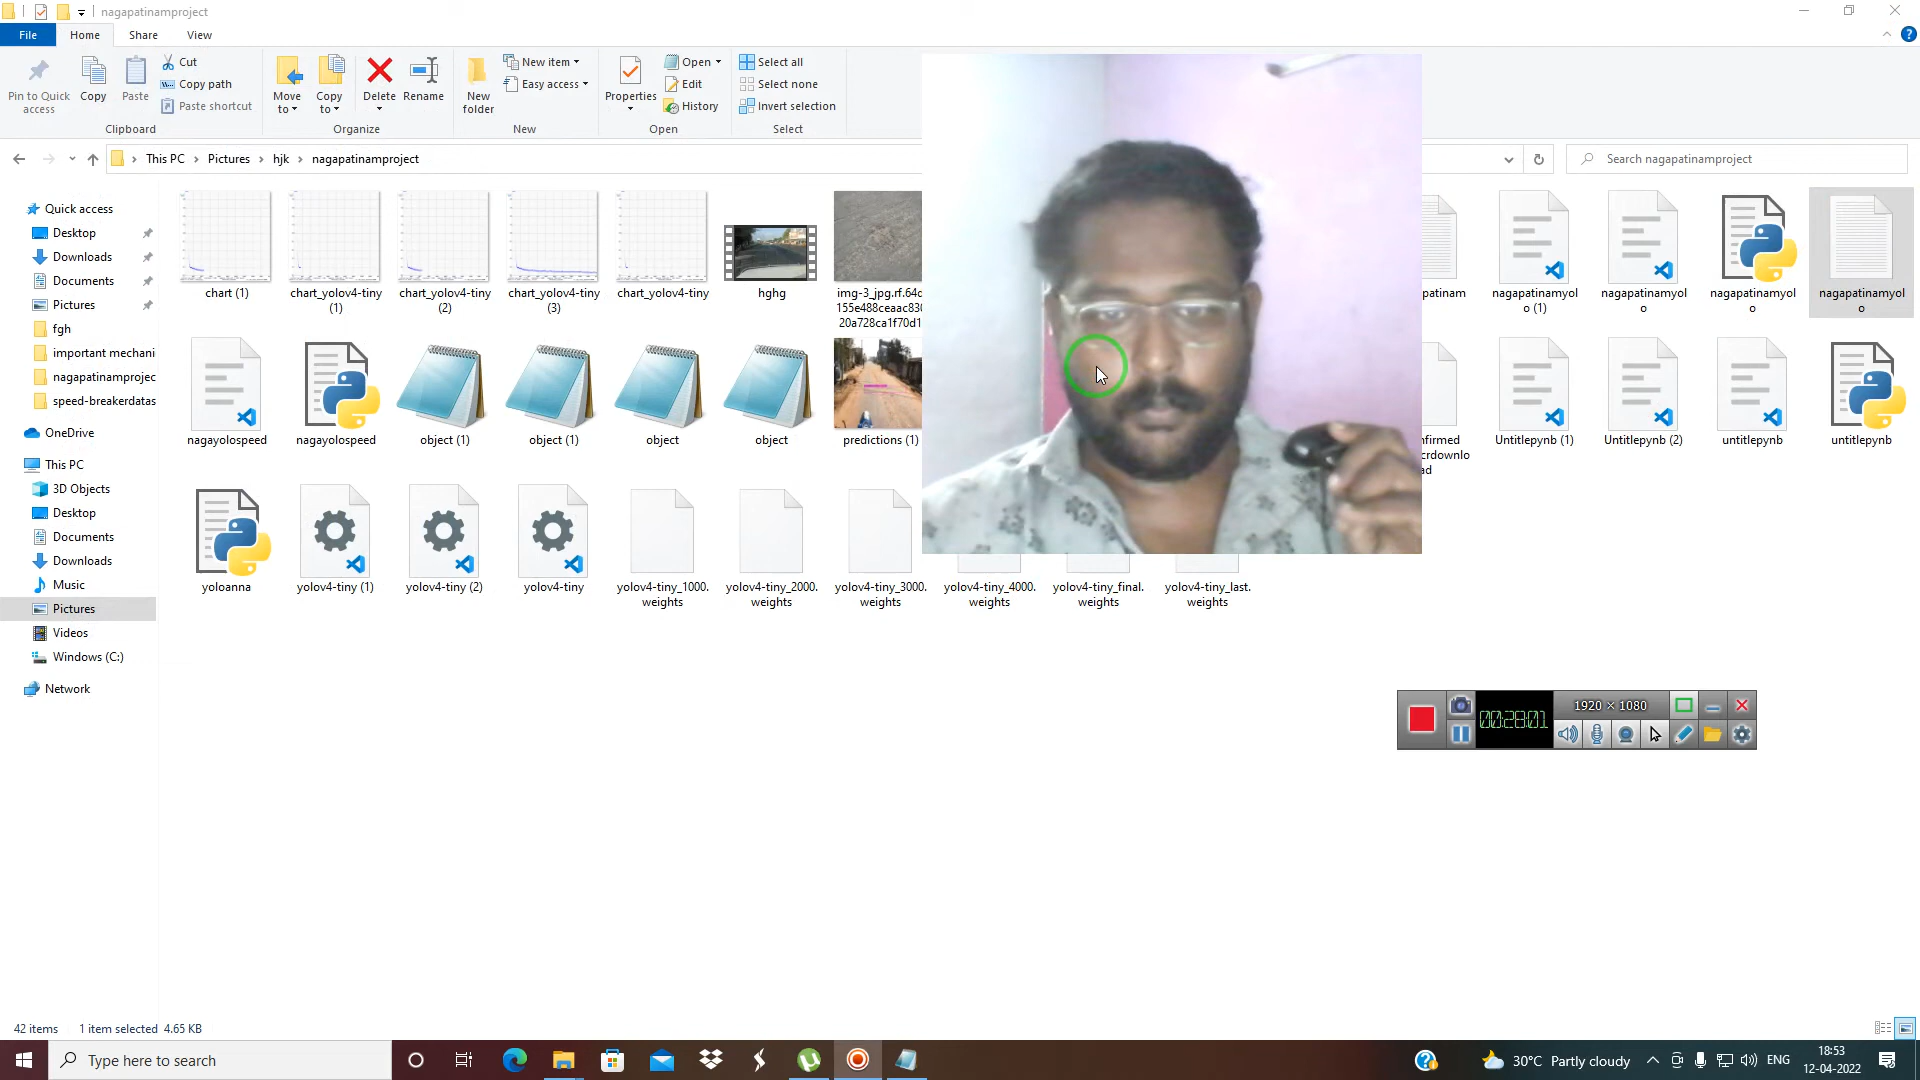 nagapatinamproject
File
Home
Share
View
Pin to Quick
access
Copy
Paste
Cut
Copy path
Paste shortcut
Clipboard
Move
to
Copy
to
Delete
Rename
Organize
New
folder
New item
Easy access
New
Properties
Open
Edit
History
Open
Select all
Select none
Invert selection
Select
This PC
Pictures
hjk
nagapatinamproject
Search nagapatinamproject
Quick access
Desktop
Downloads
Documents
Pictures
fgh
important mechani
nagapatinamprojec
speed-breakerdatas
OneDrive
This PC
3D Objects
Desktop
Documents
Downloads
Music
Pictures
Videos
Windows (C:)
Network
chart (1)
chart_yolov4-tiny
(1)
chart_yolov4-tiny
(2)
chart_yolov4-tiny
(3)
chart_yolov4-tiny
hghg
img-3_jpg.rf.64d
155e488ceaac830
20a728ca1f70d1
patinam
nagapatinamyol
o (1)
nagapatinamyol
o
nagapatinamyol
o
nagapatinamyol
o
nagayolospeed
nagayolospeed
object (1)
object (1)
object
object
predictions (1)
nfirmed
crdownlo
ad
Untitlepynb (1)
Untitlepynb (2)
untitlepynb
untitlepynb
yoloanna
yolov4-tiny (1)
yolov4-tiny (2)
yolov4-tiny
yolov4-tiny_1000.
weights
yolov4-tiny_2000.
weights
yolov4-tiny_3000.
weights
yolov4-tiny_4000.
weights
yolov4-tiny_final.
weights
yolov4-tiny_last.
weights
1920 × 1080
00:28:01
42 items
1 item selected 4.65 KB
Type here to search
30°C Partly cloudy
ENG
18:53
12-04-2022